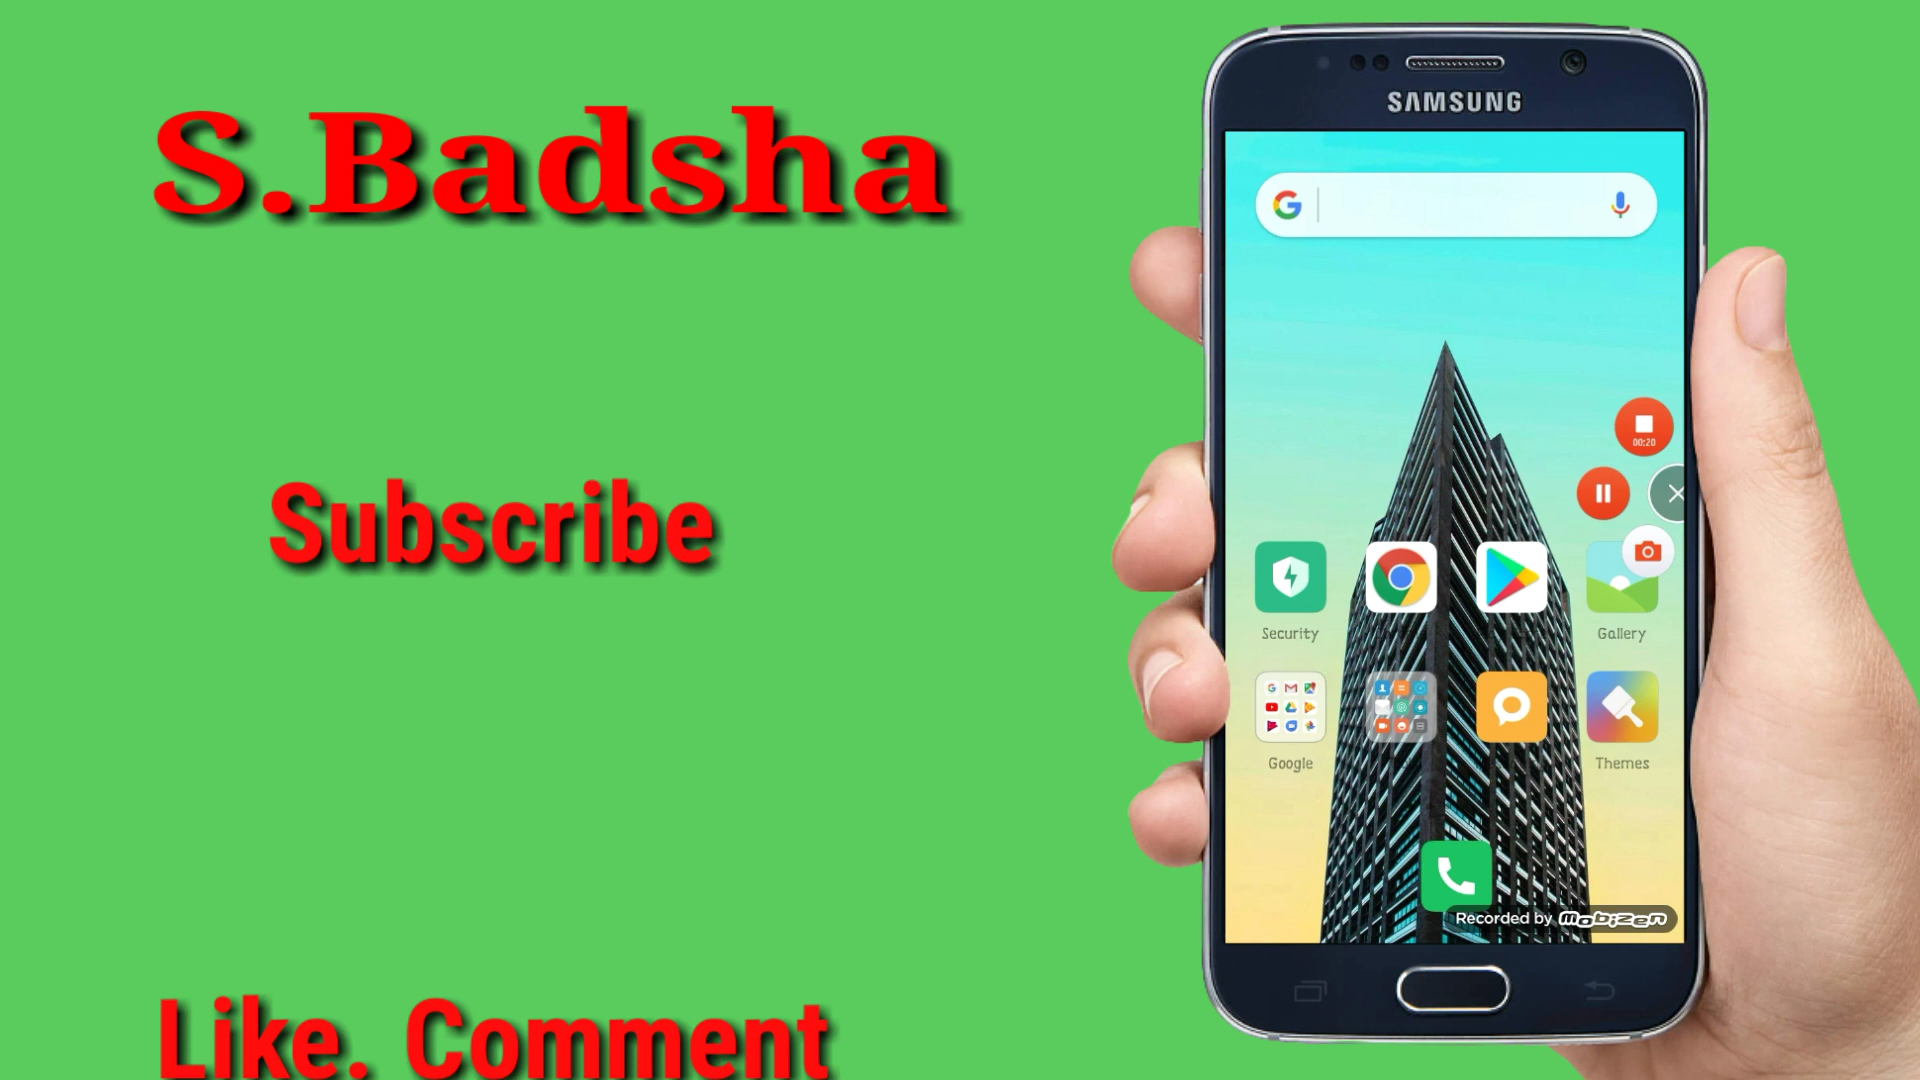 S.Badsha
Subscribe
Like. Comment
SAMSUNG
00:20
Security
Gallery
Google
Themes
Recorded by mobizen